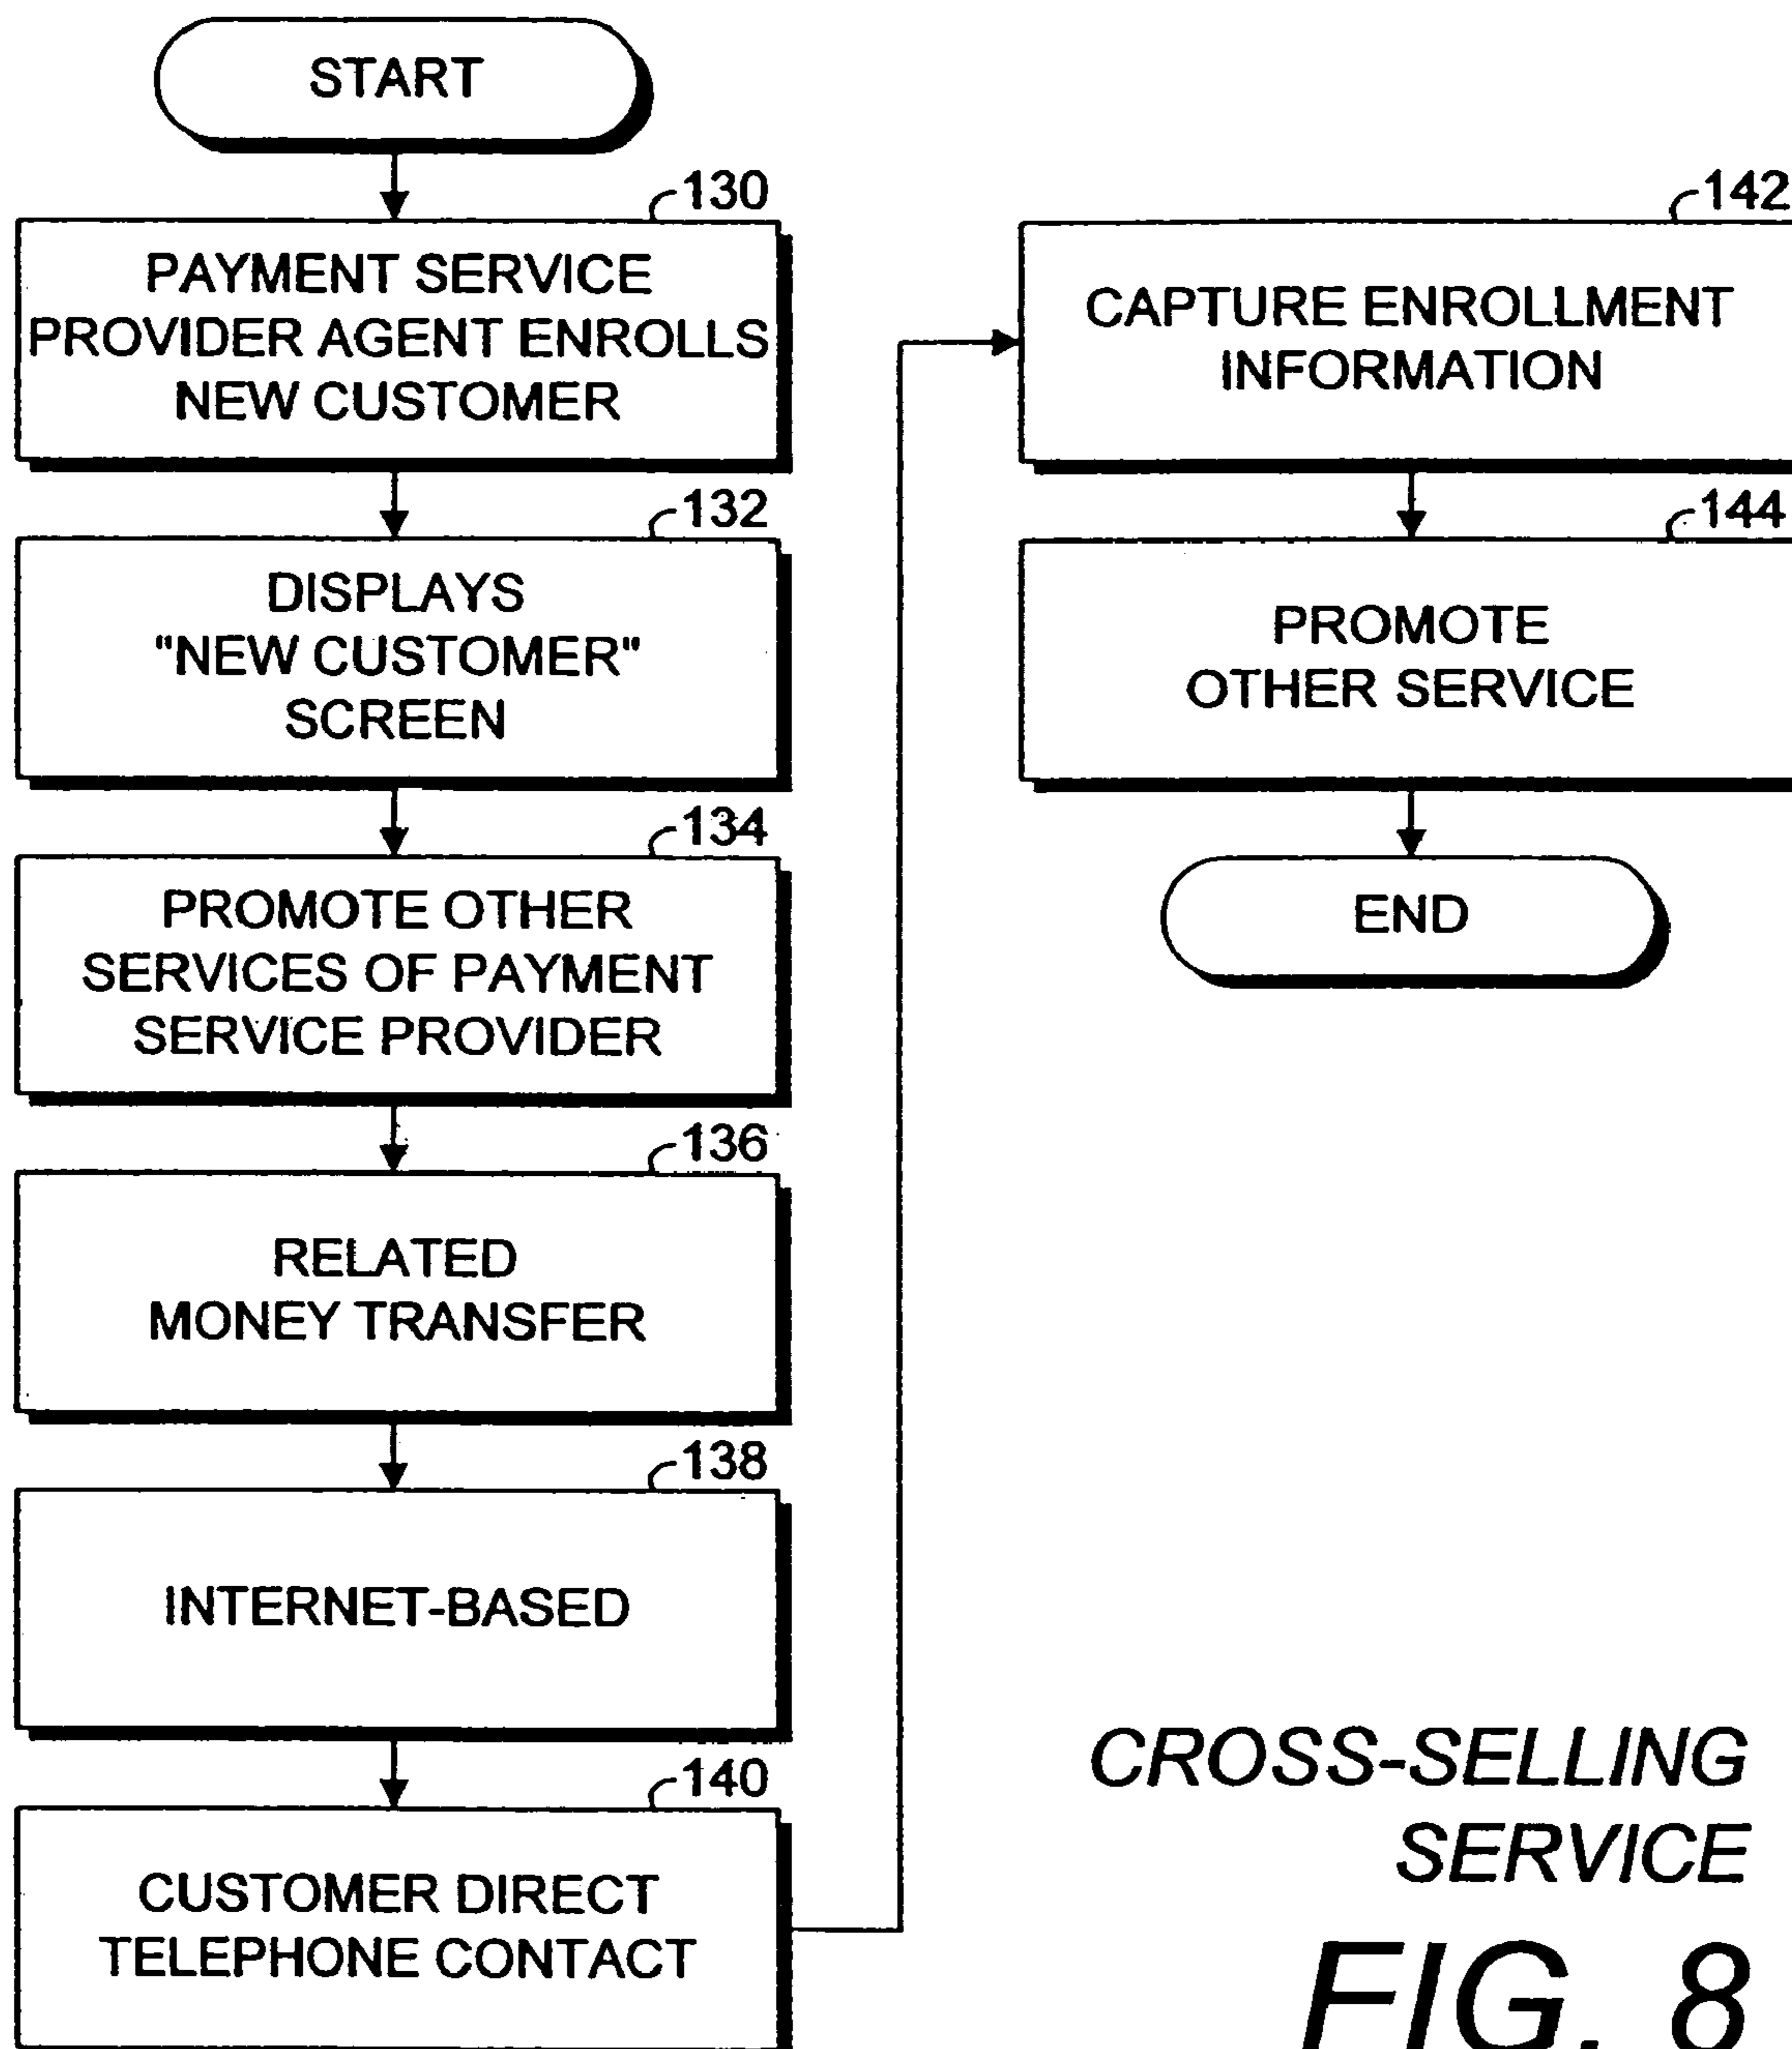 START
130
PAYMENT SERVICE
PROVIDER AGENT ENROLLS
NEW CUSTOMER
132
DISPLAYS
"NEW CUSTOMER"
SCREEN
134
PROMOTE OTHER
SERVICES OF PAYMENT
SERVICE PROVIDER
136
RELATED
MONEY TRANSFER
138
INTERNET-BASED
140
CUSTOMER DIRECT
TELEPHONE CONTACT
142
CAPTURE ENROLLMENT
INFORMATION
144
PROMOTE
OTHER SERVICE
END
CROSS-SELLING
SERVICE
FIG. 8